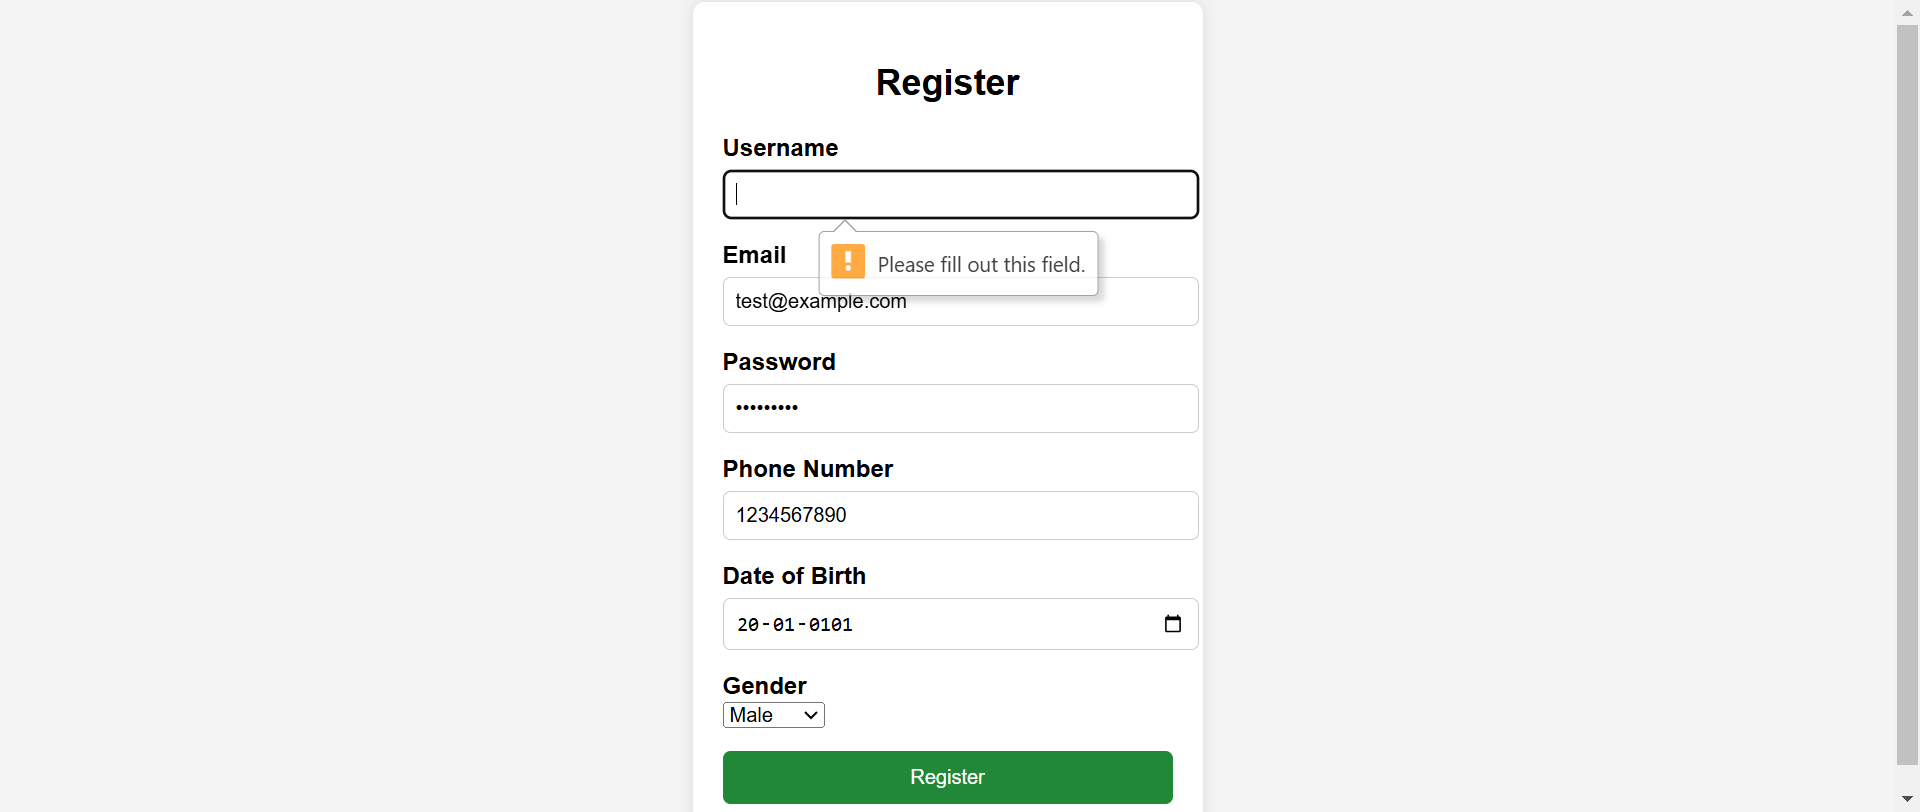 Register
Username
Email
Please fill out this field.
test@example.com
Password
•••••••••
Phone Number
1234567890
Date of Birth
20-01-0101
Gender
Male
Register